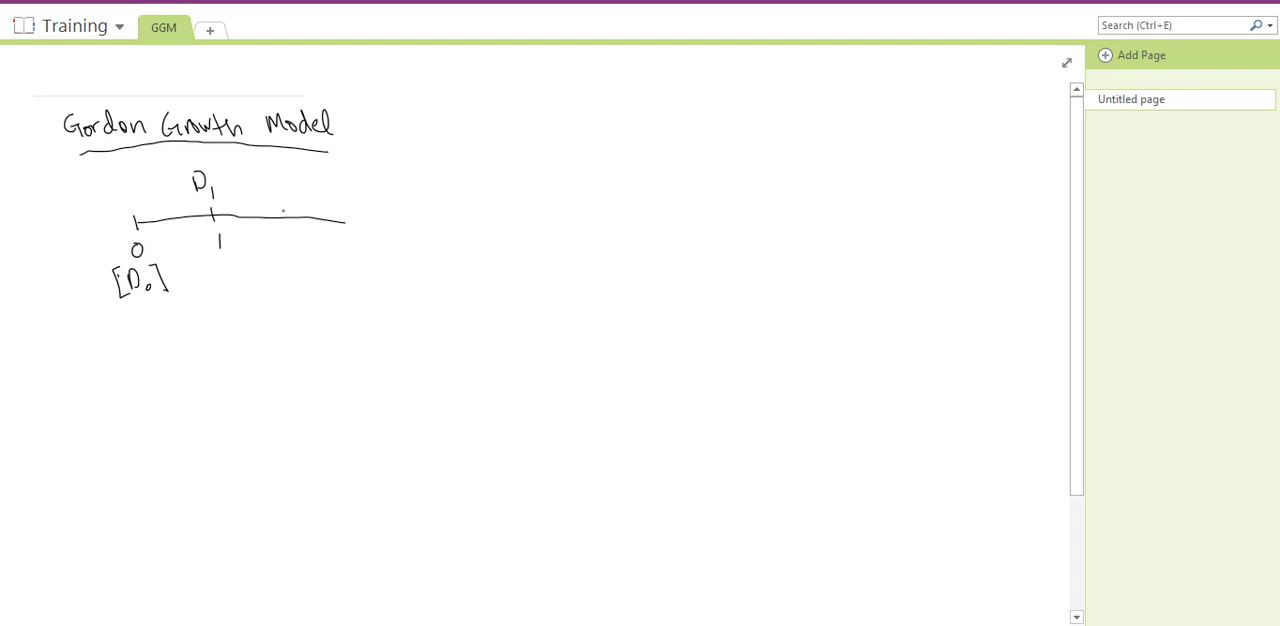 Training
GGM
+
Search (Ctrl+E)
Add Page
Untitled page
Gordon Growth Model
D1
0 1
[D0]